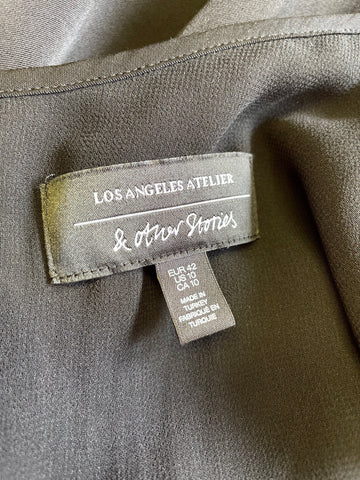 LOS ANGELES ATELIER
& other Stories
EUR 42
US 10
CA 10
MADE IN
TURKEY
FABRIQUÉ EN
TURQUIE